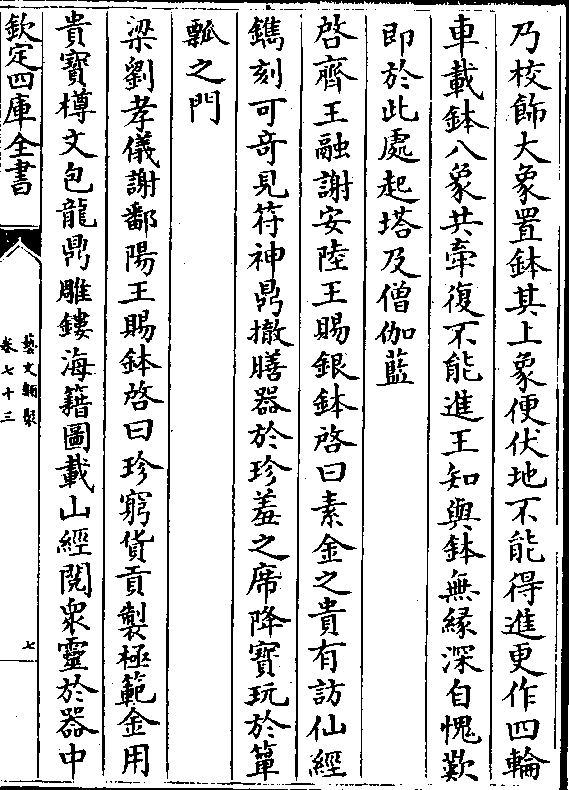 乃校飾大象置鉢其上象便伏地不能得進更作四輪
車載鉢八象共牽復不能進王知與鉢無緣深自愧歎
即於此處起塔及僧伽藍
啓齊王融謝安陸王賜銀鉢啓曰素金之貴有訪仙經
鐫刻可奇見符神鼎撤膳器於珍羞之席降寶玩於簞
瓢之門
梁劉孝儀謝鄱陽王賜鉢啓曰珍窮貨貢製極範金用
貴寶樽文包龍鼎雕鏤海籍圖載山經閱衆靈於器中
欽定四庫全書
藝文類聚
卷七十三
七